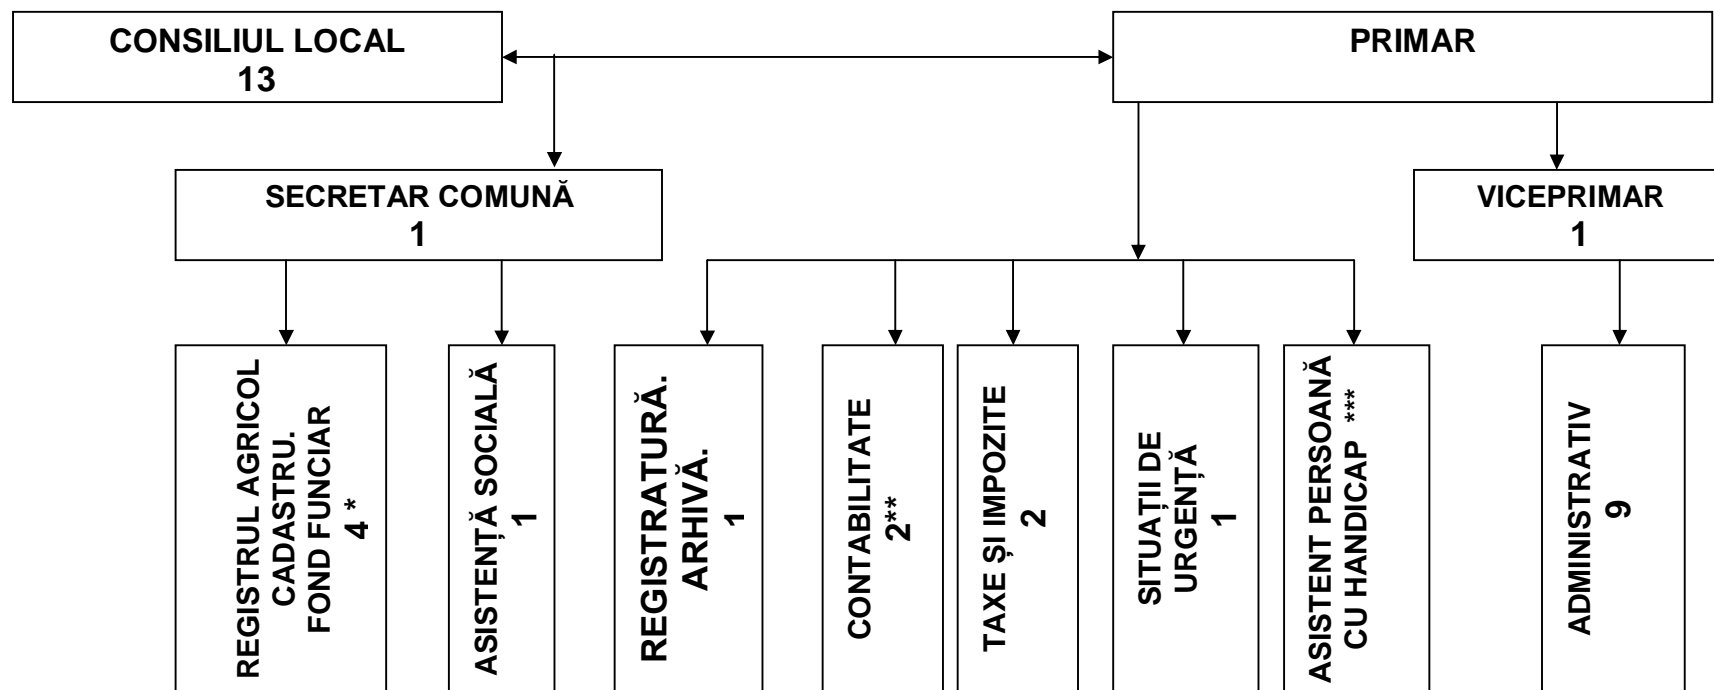 CONSILIUL LOCAL
13
PRIMAR
SECRETAR COMUNĂ
1
VICEPRIMAR
1
REGISTRUL AGRICOL
CADASTRU.
FOND FUNCIAR
4 *
ASISTENȚĂ SOCIALĂ
1
REGISTRATURĂ.
ARHIVĂ.
1
CONTABILITATE
2**
TAXE ȘI IMPOZITE
2
SITUAȚII DE
URGENȚĂ
1
ASISTENT PERSOANĂ
CU HANDICAP ***
ADMINISTRATIV
9